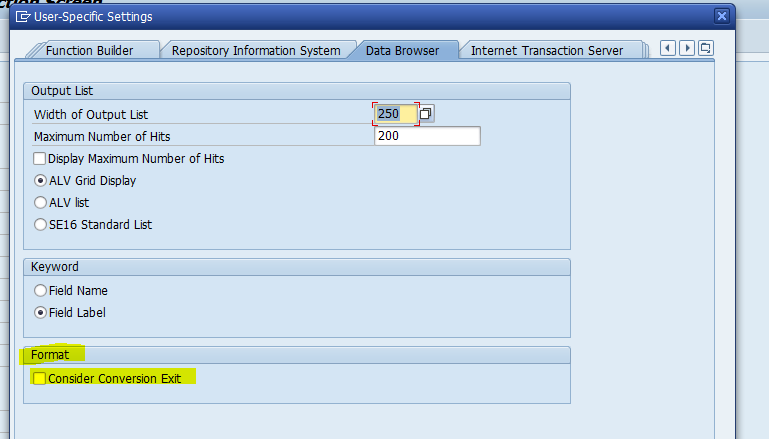 ction Screen
User-Specific Settings
Function Builder Repository Information System Data Browser Internet Transaction Server
Output List
Width of Output List 250
Maximum Number of Hits 200
Display Maximum Number of Hits
ALV Grid Display
ALV list
SE16 Standard List
Keyword
Field Name
Field Label
Format
Consider Conversion Exit